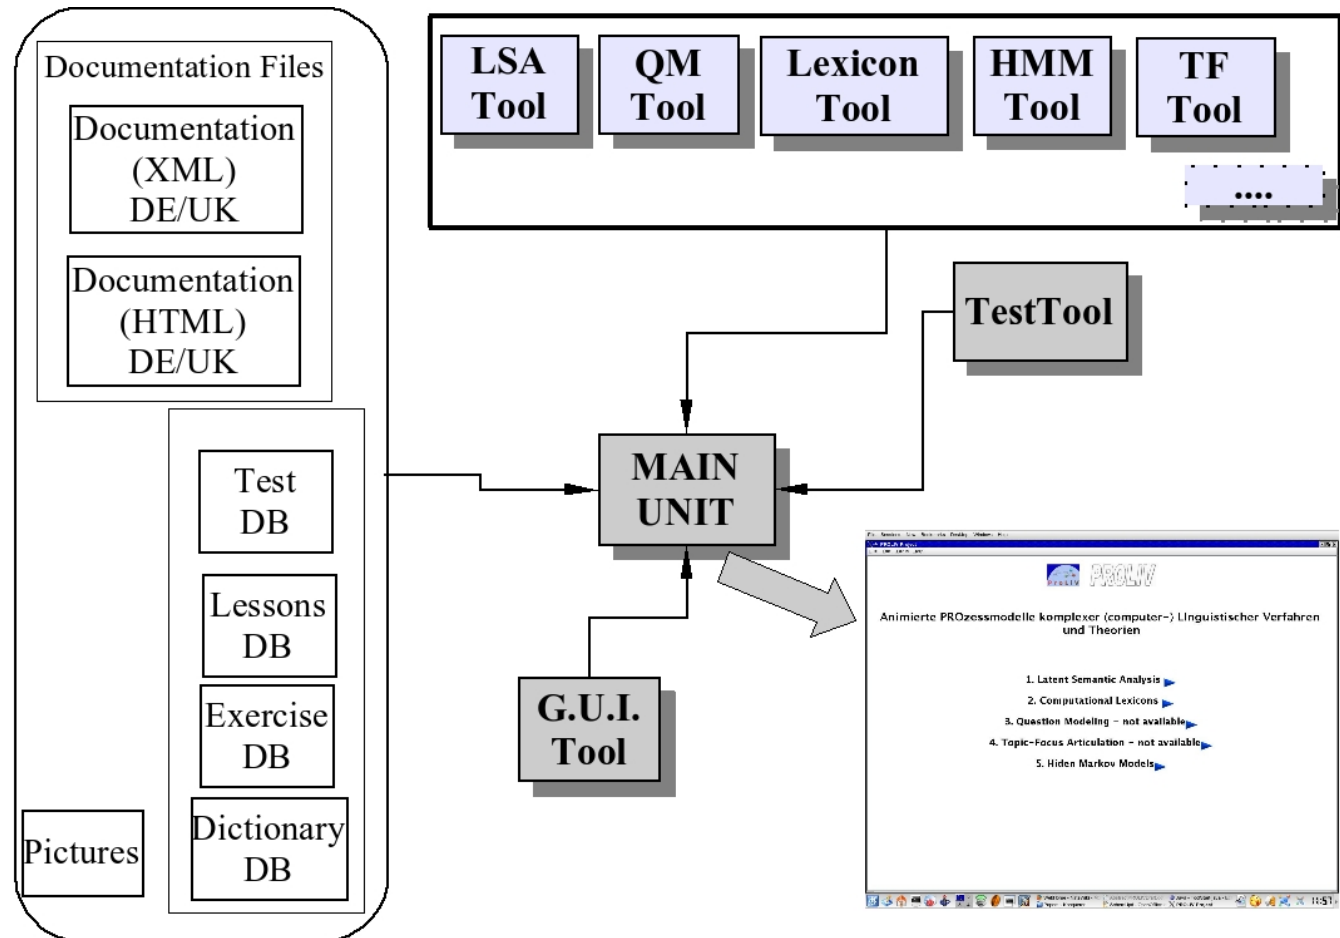 Documentation Files
Documentation
(XML)
DE/UK
Documentation
(HTML)
DE/UK
Test
DB
Lessons
DB
Exercise
DB
Dictionary
DB
Pictures
LSA
Tool
QM
Tool
Lexicon
Tool
HMM
Tool
TF
Tool
....
TestTool
MAIN
UNIT
G.U.I.
Tool
PROLIV
Animierte PROzessmodelle komplexer (computer-) LInguistischer Verfahren
und Theorien
1. Latent Semantic Analysis
2. Computational Lexicons
3. Question Modeling - not available
4. Topic-Focus Articulation - not available
5. Hiden Markov Models
11:57